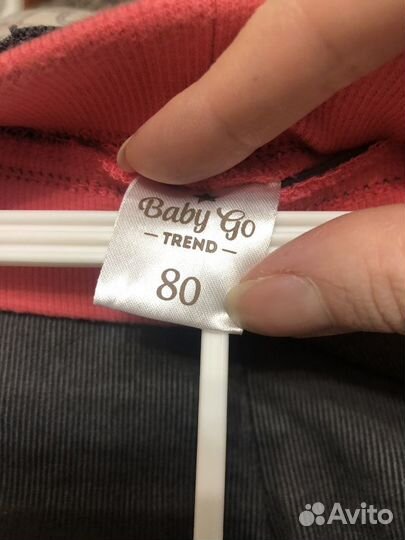 Baby Go
– TREND –
80
Avito